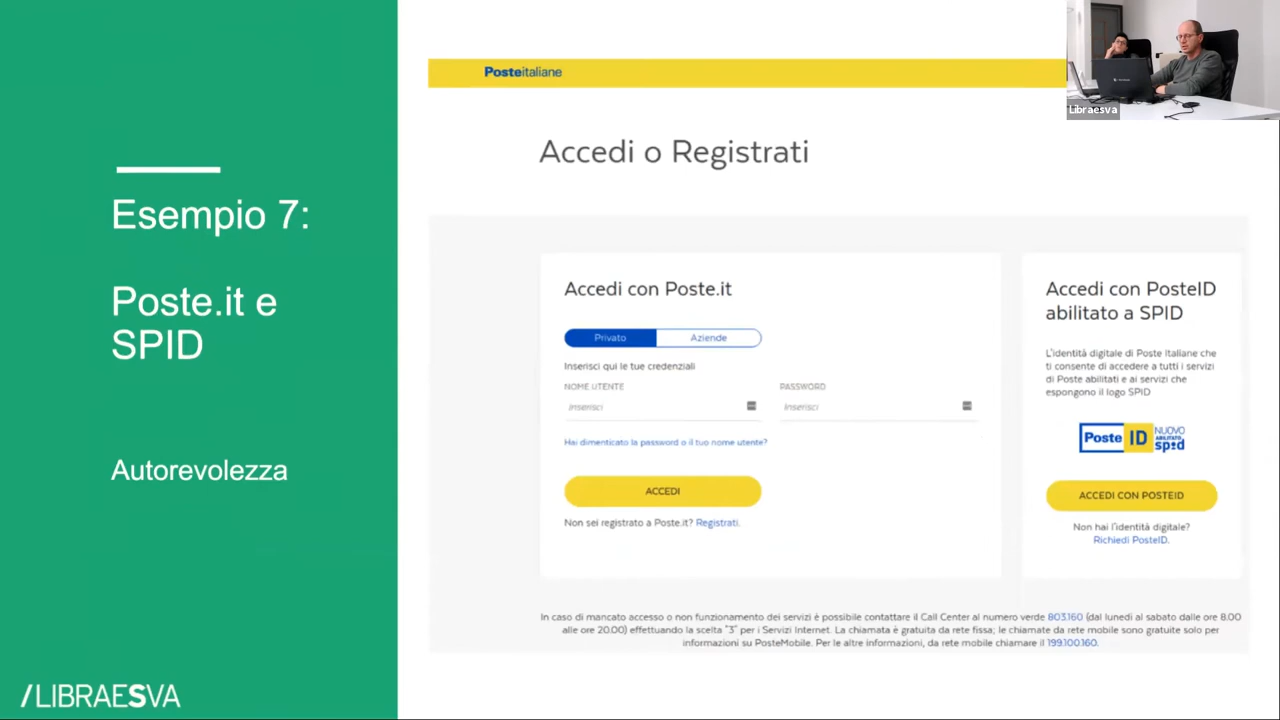 Esempio 7:
Poste.it e
SPID
Autorevolezza
/LIBRAESVA
Posteitaliane
Libraesva
Accedi o Registrati
Accedi con Poste.it
Privato
Aziende
Inserisci qui le tue credenziali
NOME UTENTE
PASSWORD
Inserisci
Inserisci
Hai dimenticato la password o il tuo nome utente?
ACCEDI
Non sei registrato a Poste.it? Registrati.
Accedi con PosteID
abilitato a SPID
L'identità digitale di Poste Italiane che
ti consente di accedere a tutti i servizi
di Poste abilitati e ai servizi che
espongono il logo SPID
Poste ID NUOVO
ABILITATO
spid
ACCEDI CON POSTEID
Non hai l'identità digitale?
Richiedi PosteID.
In caso di mancato accesso o non funzionamento dei servizi è possibile contattare il Call Center al numero verde 803.160 (dal lunedì al sabato dalle ore 8.00
alle ore 20.00) effettuando la scelta "3" per i Servizi Internet. La chiamata è gratuita da rete fissa; le chiamate da rete mobile sono gratuite solo per
informazioni su PosteMobile. Per le altre informazioni, da rete mobile chiamare il 199.100.160.